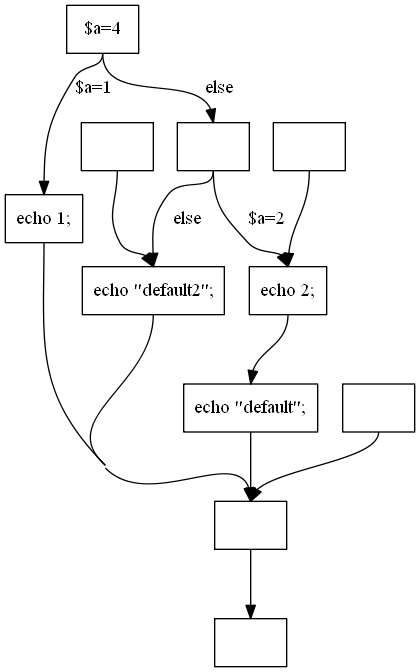 $a=4
$a=1
else
echo 1;
else
$a=2
echo "default2";
echo 2;
echo "default";